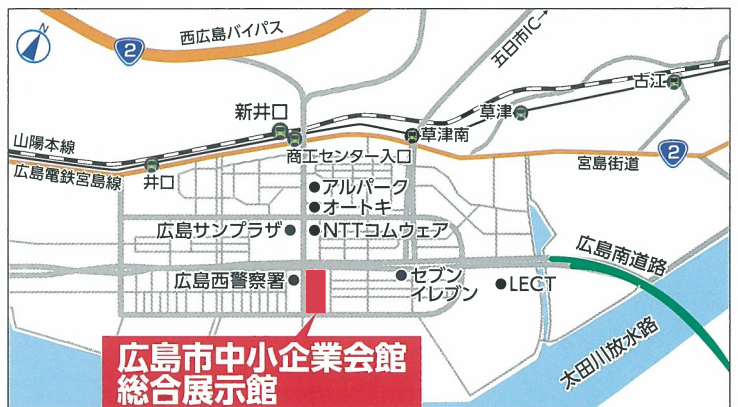 N
西広島バイパス
2
五日市IC→
古江
草津
新井口
草津南
山陽本線
商工センター入口
宮島街道
2
広島電鉄宮島線
井口
アルパーク
オートキ
広島サンプラザ
NTTコムウェア
広島南道路
広島西警察署
セブン
イレブン
LECT
太田川放水路
広島市中小企業会館
総合展示館